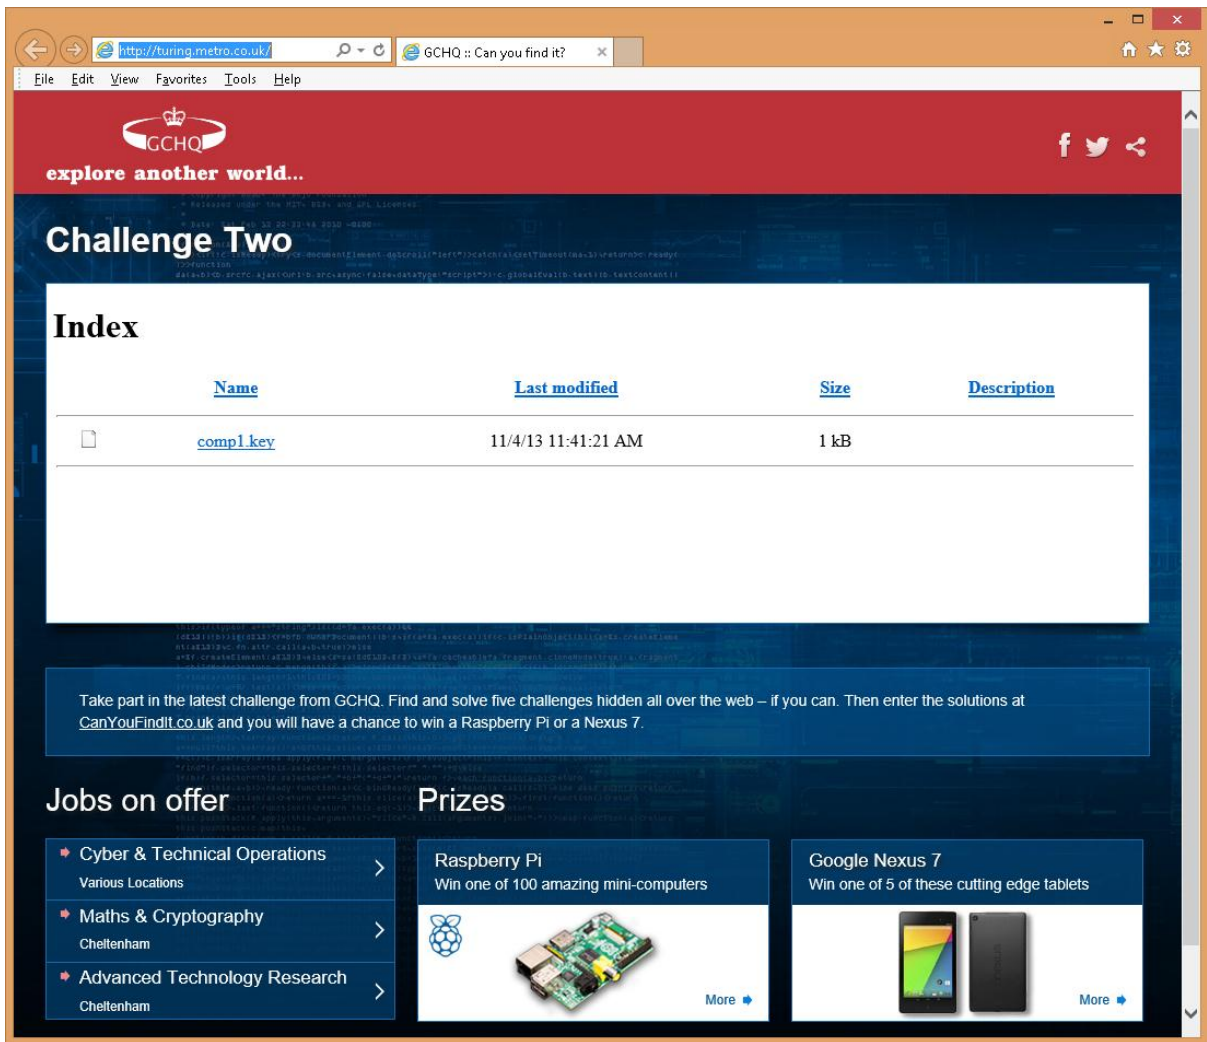 http://turing.metro.co.uk/
GCHQ :: Can you find it?
File Edit View Favorites Tools Help
GCHQ
explore another world...
Challenge Two
Index
Name Last modified Size Description
comp1.key 11/4/13 11:41:21 AM 1 kB
Take part in the latest challenge from GCHQ. Find and solve five challenges hidden all over the web – if you can. Then enter the solutions at
CanYouFindIt.co.uk and you will have a chance to win a Raspberry Pi or a Nexus 7.
Jobs on offer
Cyber & Technical Operations
Various Locations
Maths & Cryptography
Cheltenham
Advanced Technology Research
Cheltenham
Prizes
Raspberry Pi
Win one of 100 amazing mini-computers
More
Google Nexus 7
Win one of 5 of these cutting edge tablets
More